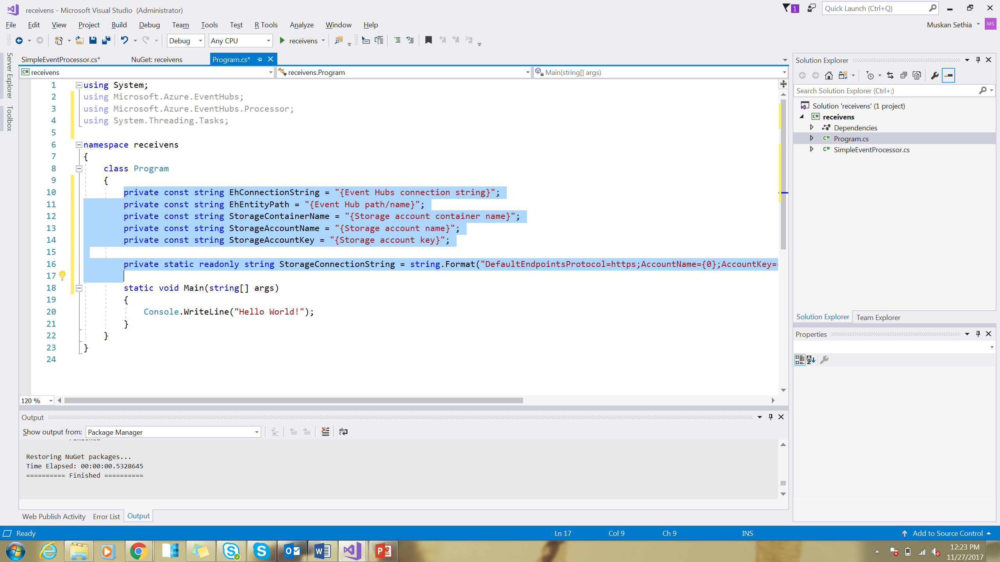 receivens - Microsoft Visual Studio (Administrator)
1
Quick Launch (Ctrl+Q)
File Edit View Project Build Debug Team Tools Test R Tools Analyze Window Help
Muskan Sethia MS
Debug Any CPU receivens
Server Explorer
Toolbox
SimpleEventProcessor.cs* NuGet: receivens Program.cs*
receivens receivens.Program Main(string[] args)
1 using System;
2 using Microsoft.Azure.EventHubs;
3 using Microsoft.Azure.EventHubs.Processor;
4 using System.Threading.Tasks;
5
6 namespace receivens
7 {
8 class Program
9 {
10 private const string EhConnectionString = "{Event Hubs connection string}";
11 private const string EhEntityPath = "{Event Hub path/name}";
12 private const string StorageContainerName = "{Storage account container name}";
13 private const string StorageAccountName = "{Storage account name}";
14 private const string StorageAccountKey = "{Storage account key}";
15
16 private static readonly string StorageConnectionString = string.Format("DefaultEndpointsProtocol=https;AccountName={0};AccountKey=
17
18 static void Main(string[] args)
19 {
20 Console.WriteLine("Hello World!");
21 }
22 }
23 }
24
120 %
Solution Explorer
Search Solution Explorer (Ctrl+;)
Solution 'receivens' (1 project)
C# receivens
Dependencies
C# Program.cs
C# SimpleEventProcessor.cs
Solution Explorer Team Explorer
Properties
Output
Show output from: Package Manager
Restoring NuGet packages...
Time Elapsed: 00:00:00.5328645
========== Finished ==========
Web Publish Activity Error List Output
Ready Ln 17 Col 9 Ch 9 INS Add to Source Control
12:23 PM
11/27/2017